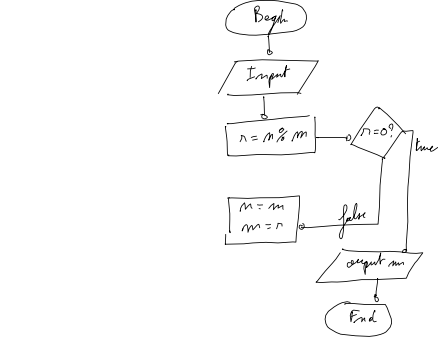 Begin
Input
r = n % m
r=0?
true
n = m
m = r
false
output m
End